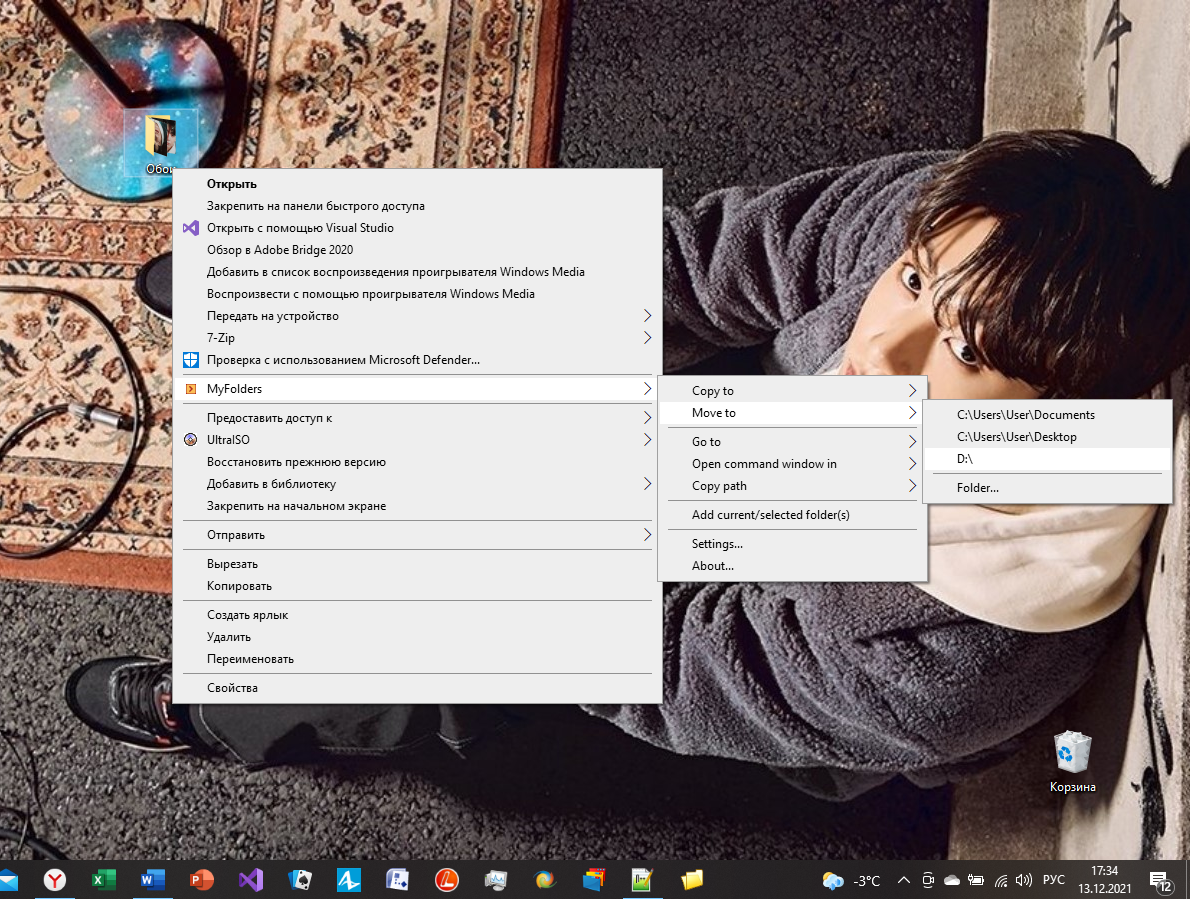 Обои
Открыть
Закрепить на панели быстрого доступа
Открыть с помощью Visual Studio
Обзор в Adobe Bridge 2020
Добавить в список воспроизведения проигрывателя Windows Media
Воспроизвести с помощью проигрывателя Windows Media
Передать на устройство
7-Zip
Проверка с использованием Microsoft Defender...
MyFolders
Предоставить доступ к
UltraISO
Восстановить прежнюю версию
Добавить в библиотеку
Закрепить на начальном экране
Отправить
Вырезать
Копировать
Создать ярлык
Удалить
Переименовать
Свойства
Copy to
Move to
Go to
Open command window in
Copy path
Add current/selected folder(s)
Settings...
About...
C:\Users\User\Documents
C:\Users\User\Desktop
D:\
Folder...
Корзина
-3°C
РУС
17:34
13.12.2021
12